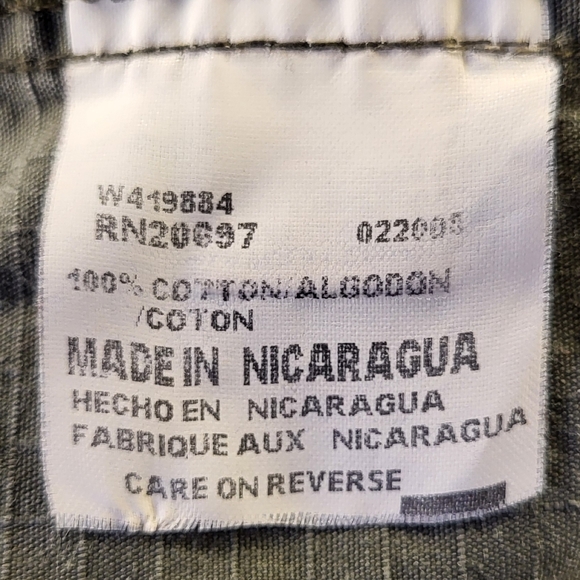 W419884
RN20697 022005
100% COTTON/ALGODON
/COTON
MADE IN NICARAGUA
HECHO EN NICARAGUA
FABRIQUE AUX NICARAGUA
CARE ON REVERSE